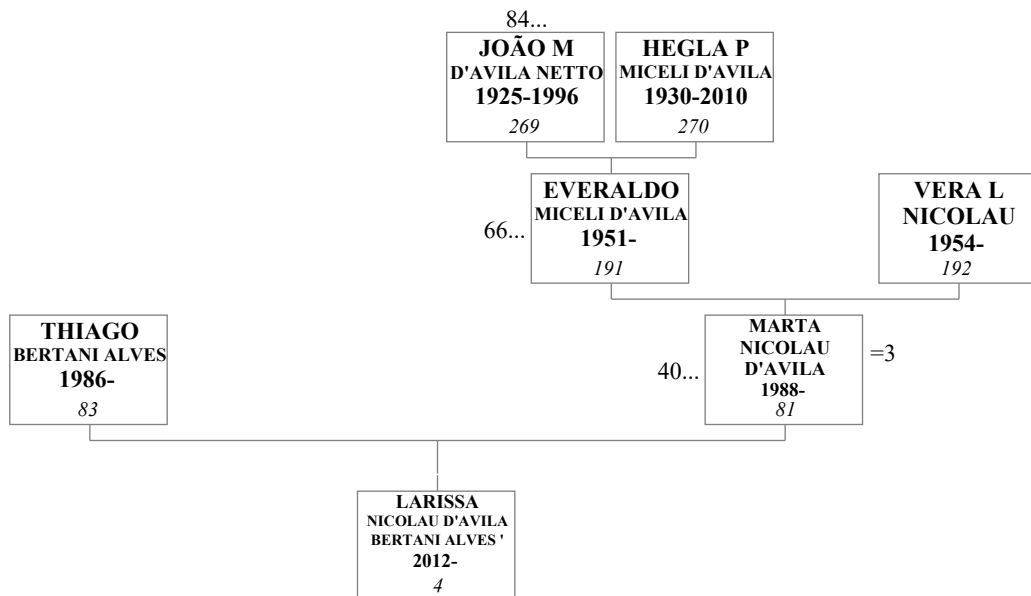 84...
JOÃO M
D'AVILA NETTO
1925-1996
269
HEGLA P
MICELI D'AVILA
1930-2010
270
66...
EVERALDO
MICELI D'AVILA
1951-
191
VERA L
NICOLAU
1954-
192
THIAGO
BERTANI ALVES
1986-
83
40...
MARTA
NICOLAU
D'AVILA
1988-
81
=3
LARISSA
NICOLAU D'AVILA
BERTANI ALVES '
2012-
4